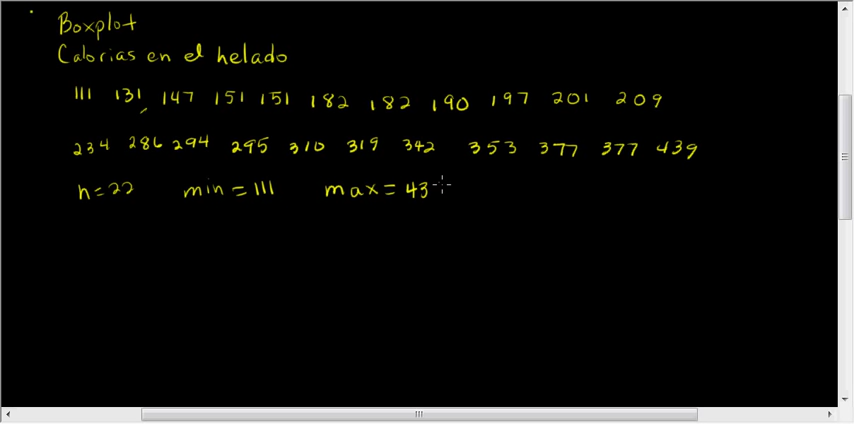 Boxplot
Calorias en el helado
111 131 147 151 151 182 182 190 197 201 209
234 286 294 295 310 319 342 353 377 377 439
n=22 min=111 max=43